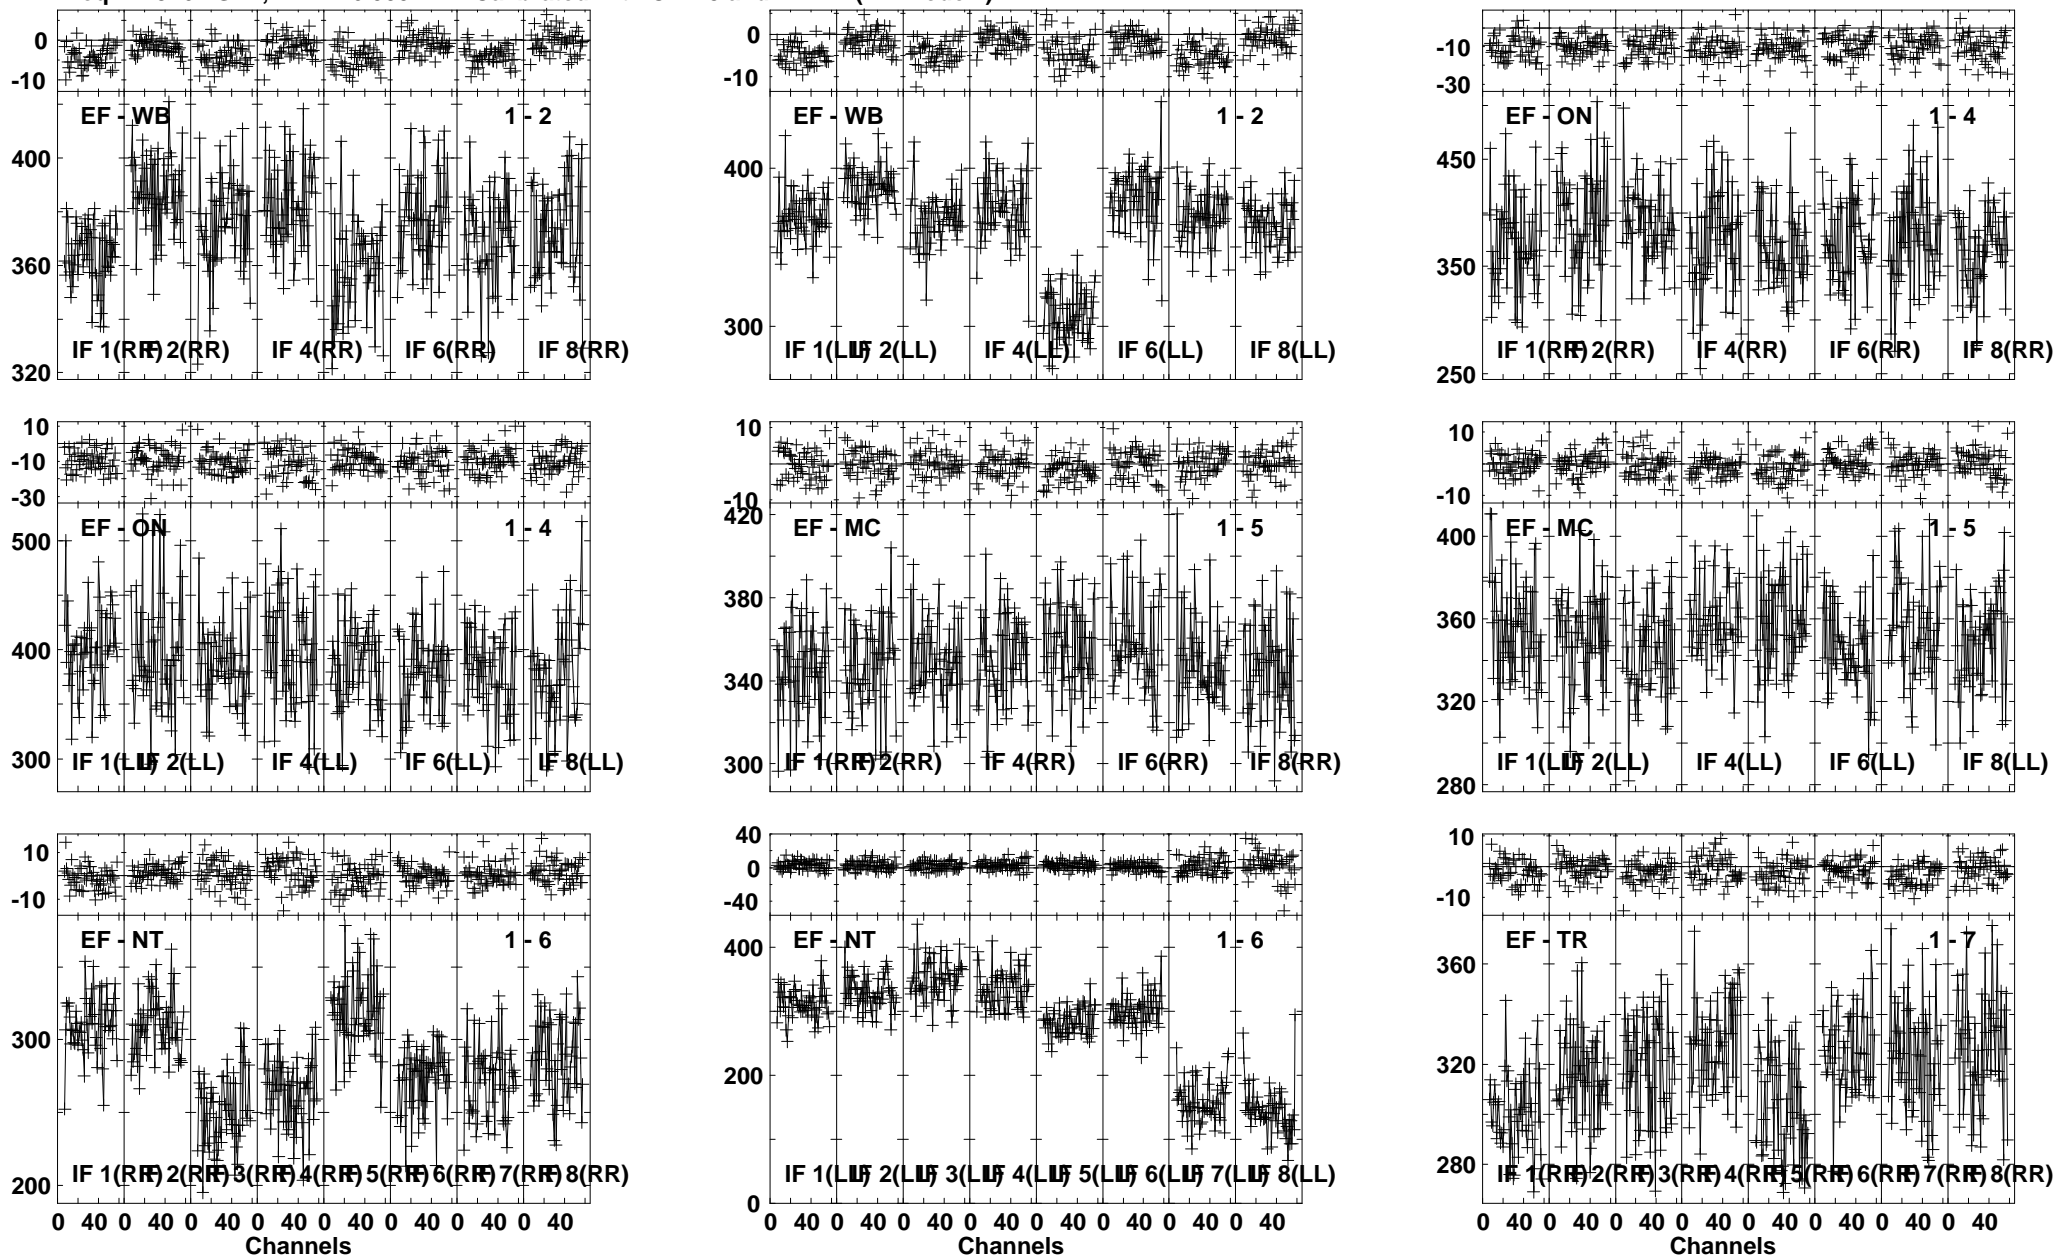 0
-10
EF - WB 1 - 2
400
360
IF 1(RR) IF 2(RR) IF 4(RR) IF 6(RR) IF 8(RR)
320
0
-10
EF - WB 1 - 2
400
300
IF 1(LL) IF 2(LL) IF 4(LL) IF 6(LL) IF 8(LL)
-10
-30
EF - ON 1 - 4
450
350
IF 1(RR) IF 2(RR) IF 4(RR) IF 6(RR) IF 8(RR)
250
10
-10
-30
EF - ON 1 - 4
500
400
300
IF 1(LL) IF 2(LL) IF 4(LL) IF 6(LL) IF 8(LL)
10
-10
420
EF - MC 1 - 5
380
340
300
IF 1(RR) IF 2(RR) IF 4(RR) IF 6(RR) IF 8(RR)
10
-10
EF - MC 1 - 5
400
360
320
IF 1(LL) IF 2(LL) IF 4(LL) IF 6(LL) IF 8(LL)
280
10
-10
EF - NT 1 - 6
300
200
IF 1(RR) IF 2(RR) IF 3(RR) IF 4(RR) IF 5(RR) IF 6(RR) IF 7(RR) IF 8(RR)
0 40 0 40 0 40 0 40 0 40 0 40 0 40 0 40
Channels
40
0
-40
EF - NT 1 - 6
400
200
IF 1(LL) IF 2(LL) IF 3(LL) IF 4(LL) IF 5(LL) IF 6(LL) IF 7(LL) IF 8(LL)
0
0 40 0 40 0 40 0 40 0 40 0 40 0 40 0 40
Channels
10
-10
EF - TR 1 - 7
360
320
280
IF 1(RR) IF 2(RR) IF 3(RR) IF 4(RR) IF 5(RR) IF 6(RR) IF 7(RR) IF 8(RR)
0 40 0 40 0 40 0 40 0 40 0 40 0 40 0 40
Channels